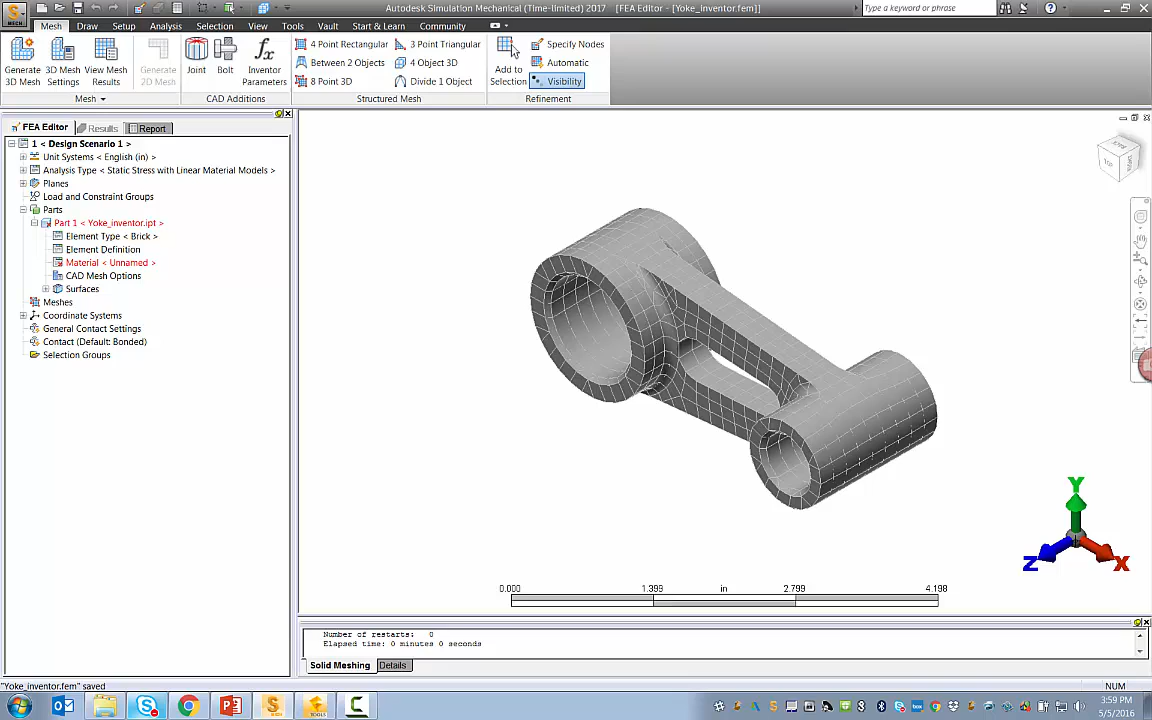 Autodesk Simulation Mechanical (Time-limited) 2017 - [FEA Editor - [Yoke_inventor.fem]]
Type a keyword or phrase
Mesh Draw Setup Analysis Selection View Inquire Tools Vault Start & Learn Community
Generate 3D Mesh
3D Mesh Settings
View Mesh Results
Generate 2D Mesh
Mesh
Joint
Bolt
Inventor Parameters
CAD Additions
4 Point Rectangular
3 Point Triangular
Between 2 Objects
4 Object 3D
8 Point 3D
Divide 1 Object
Structured Mesh
Add to Selection
Specify Nodes
Automatic
Visibility
Refinement
FEA Editor Results Report
1 < Design Scenario 1 >
Unit Systems < English (in) >
Analysis Type < Static Stress with Linear Material Models >
Planes
Load and Constraint Groups
Parts
Part 1 < Yoke_inventor.ipt >
Element Type < Brick >
Element Definition
Material < Unnamed >
CAD Mesh Options
Surfaces
Meshes
Coordinate Systems
General Contact Settings
Contact (Default: Bonded)
Selection Groups
Y
Z
X
0.000 1.399 in 2.799 4.198
Number of restarts: 0
Elapsed time: 0 minutes 0 seconds
Solid Meshing Details
"Yoke_inventor.fem" saved
NUM
3:59 PM
5/5/2016